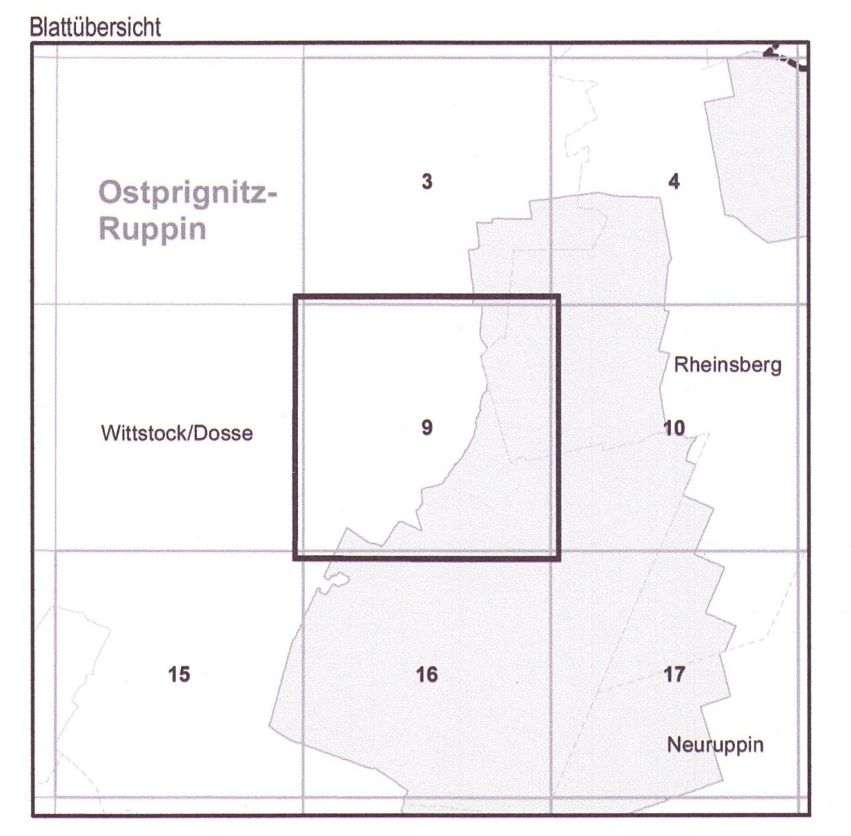 Blattübersicht
Ostprignitz-
Ruppin
3
4
Rheinsberg
Wittstock/Dosse
9
10
15
16
17
Neuruppin